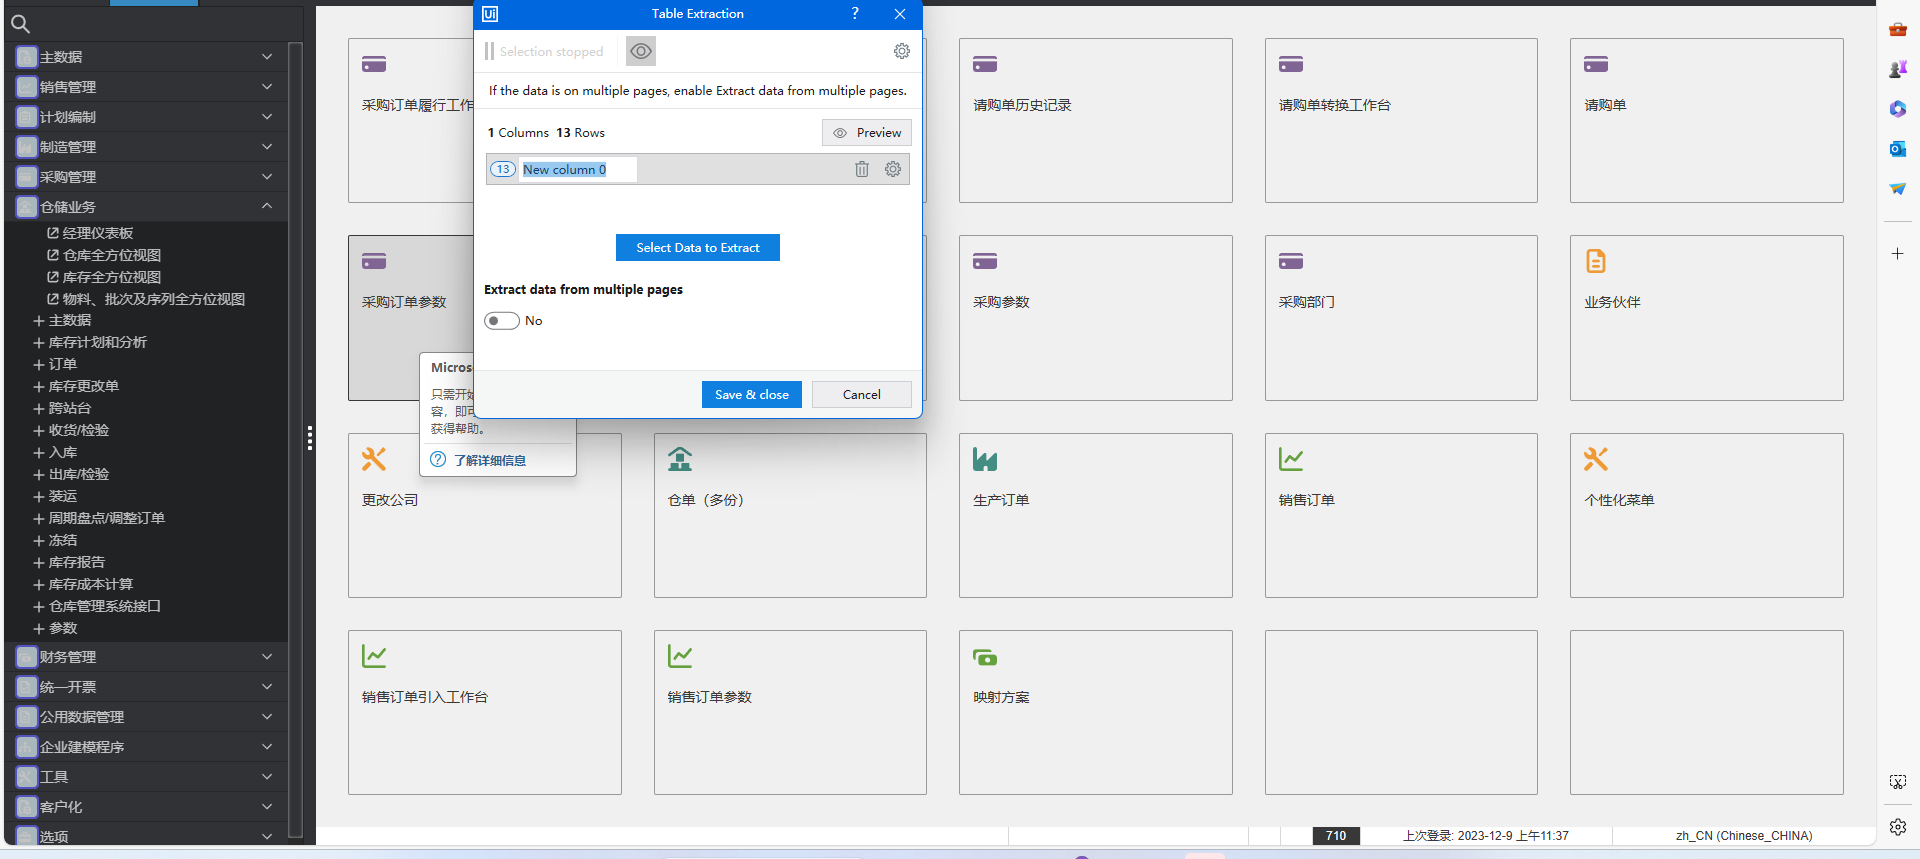 Ui
Table Extraction
?
Selection stopped
If the data is on multiple pages, enable Extract data from multiple pages.
1 Columns 13 Rows
Preview
13
New column 0
Select Data to Extract
Extract data from multiple pages
No
Save & close
Cancel
主数据
销售管理
计划编制
制造管理
采购管理
仓储业务
经理仪表板
仓库全方位视图
库存全方位视图
物料、批次及序列全方位视图
主数据
库存计划和分析
订单
库存更改单
跨站台
收货/检验
入库
出库/检验
装运
周期盘点/调整订单
冻结
库存报告
库存成本计算
仓库管理系统接口
参数
财务管理
统一开票
公用数据管理
企业建模程序
工具
客户化
选项
采购订单履行工作
请购单历史记录
请购单转换工作台
请购单
采购订单参数
采购参数
采购部门
业务伙伴
Micros
只需开始
容，即可
获得帮助。
了解详细信息
更改公司
仓单（多份）
生产订单
销售订单
个性化菜单
销售订单引入工作台
销售订单参数
映射方案
710
上次登录: 2023-12-9 上午11:37
zh_CN (Chinese_CHINA)